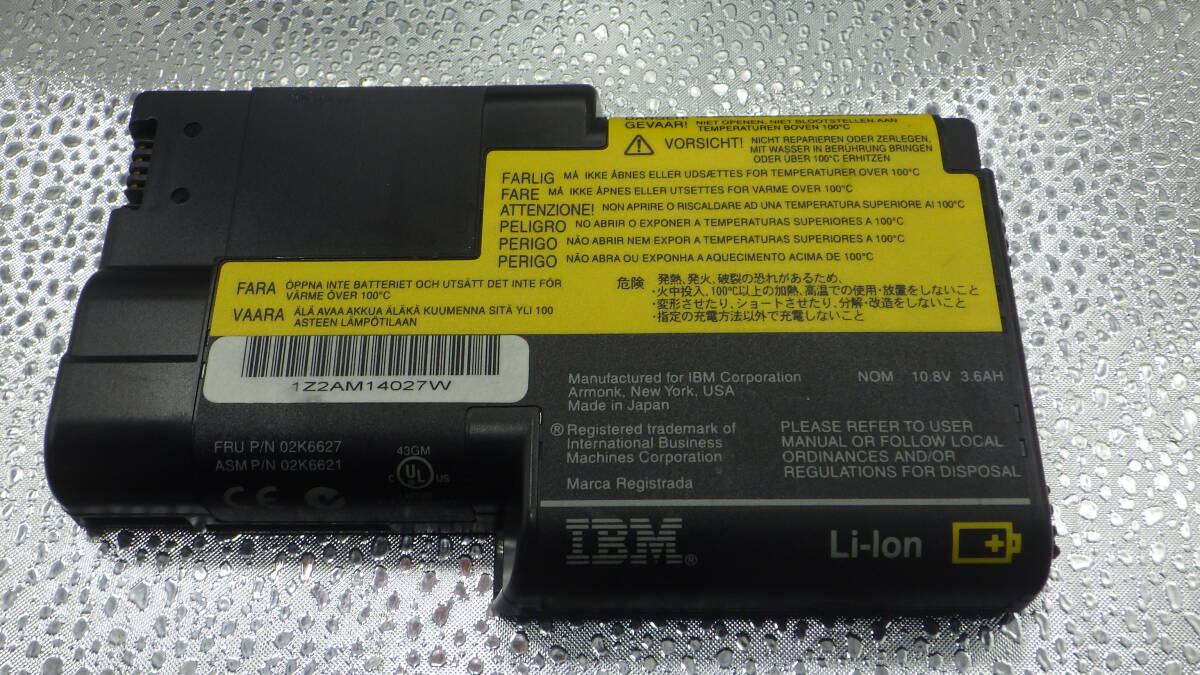 GEVAAR! NIET OPENEN, NIET BLOOTSTELLEN AAN
TEMPERATUREN BOVEN 100°C
VORSICHT! NICHT REPARIEREN ODER ZERLEGEN,
MIT WASSER IN BERÜHRUNG BRINGEN
ODER ÜBER 100°C ERHITZEN
FARLIG MÅ IKKE ÅBNES ELLER UDSÆTTES FOR TEMPERATURER OVER 100°C
FARE MÅ IKKE ÅPNES ELLER UTSETTES FOR VARME OVER 100°C
ATTENZIONE! NON APRIRE O RISCALDARE AD UNA TEMPERATURA SUPERIORE AI 100°C
PELIGRO NO ABRIR O EXPONER A TEMPERATURAS SUPERIORES A 100°C
PERIGO NÃO ABRIR NEM EXPOR A TEMPERATURAS SUPERIORES A 100°C
PERIGO NÃO ABRA OU EXPONHA A AQUECIMENTO ACIMA DE 100°C
FARA ÖPPNA INTE BATTERIET OCH UTSÄTT DET INTE FÖR
VÄRME ÖVER 100°C
VAARA ÄLÄ AVAA AKKUA ÄLÄKÄ KUUMENNA SITÄ YLI 100
ASTEEN LÄMPÖTILAAN
危険 発熱、発火、破裂の恐れがあるため、
・火中投入、100°C以上の加熱、高温での使用・放置をしないこと
・変形させたり、ショートさせたり、分解・改造をしないこと
・指定の充電方法以外で充電しないこと
1Z2AM14027W
FRU P/N 02K6627
ASM P/N 02K6621
43GM
C UL US
CE
Manufactured for IBM Corporation
Armonk, New York, USA
Made in Japan
NOM 10.8V 3.6AH
® Registered trademark of
International Business
Machines Corporation
Marca Registrada
PLEASE REFER TO USER
MANUAL OR FOLLOW LOCAL
ORDINANCES AND/OR
REGULATIONS FOR DISPOSAL
IBM®
Li-Ion